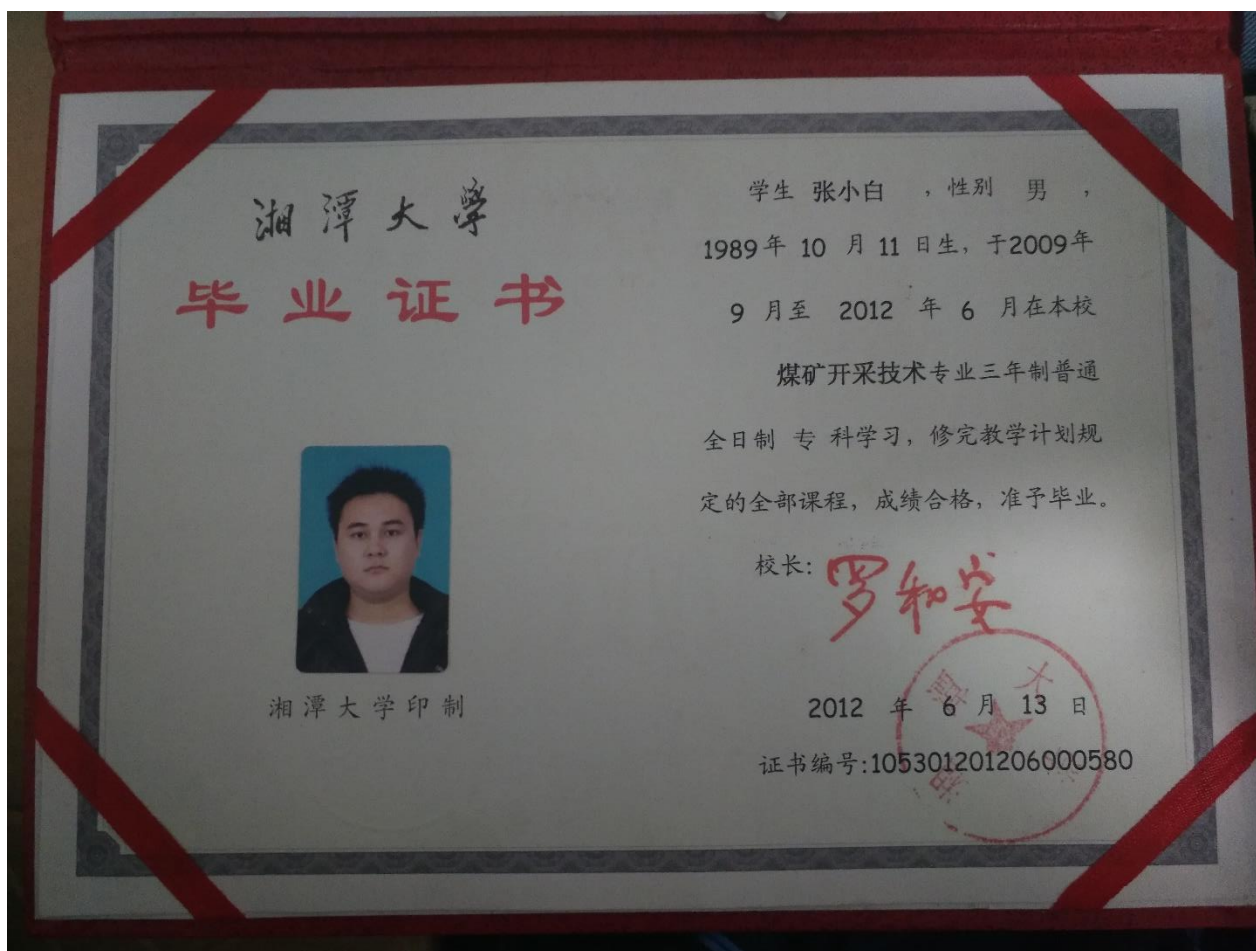 湘潭大學
毕业证书
湘潭大学印制
学生 张小白 ，性别 男 ，
1989年 10 月 11 日生，于2009年
9 月至 2012 年 6 月在本校
煤矿开采技术专业三年制普通
全日制 专 科学习，修完教学计划规
定的全部课程，成绩合格，准予毕业。
校长：罗和安
2012 年 6 月 13 日
证书编号:105301201206000580
湘潭大学